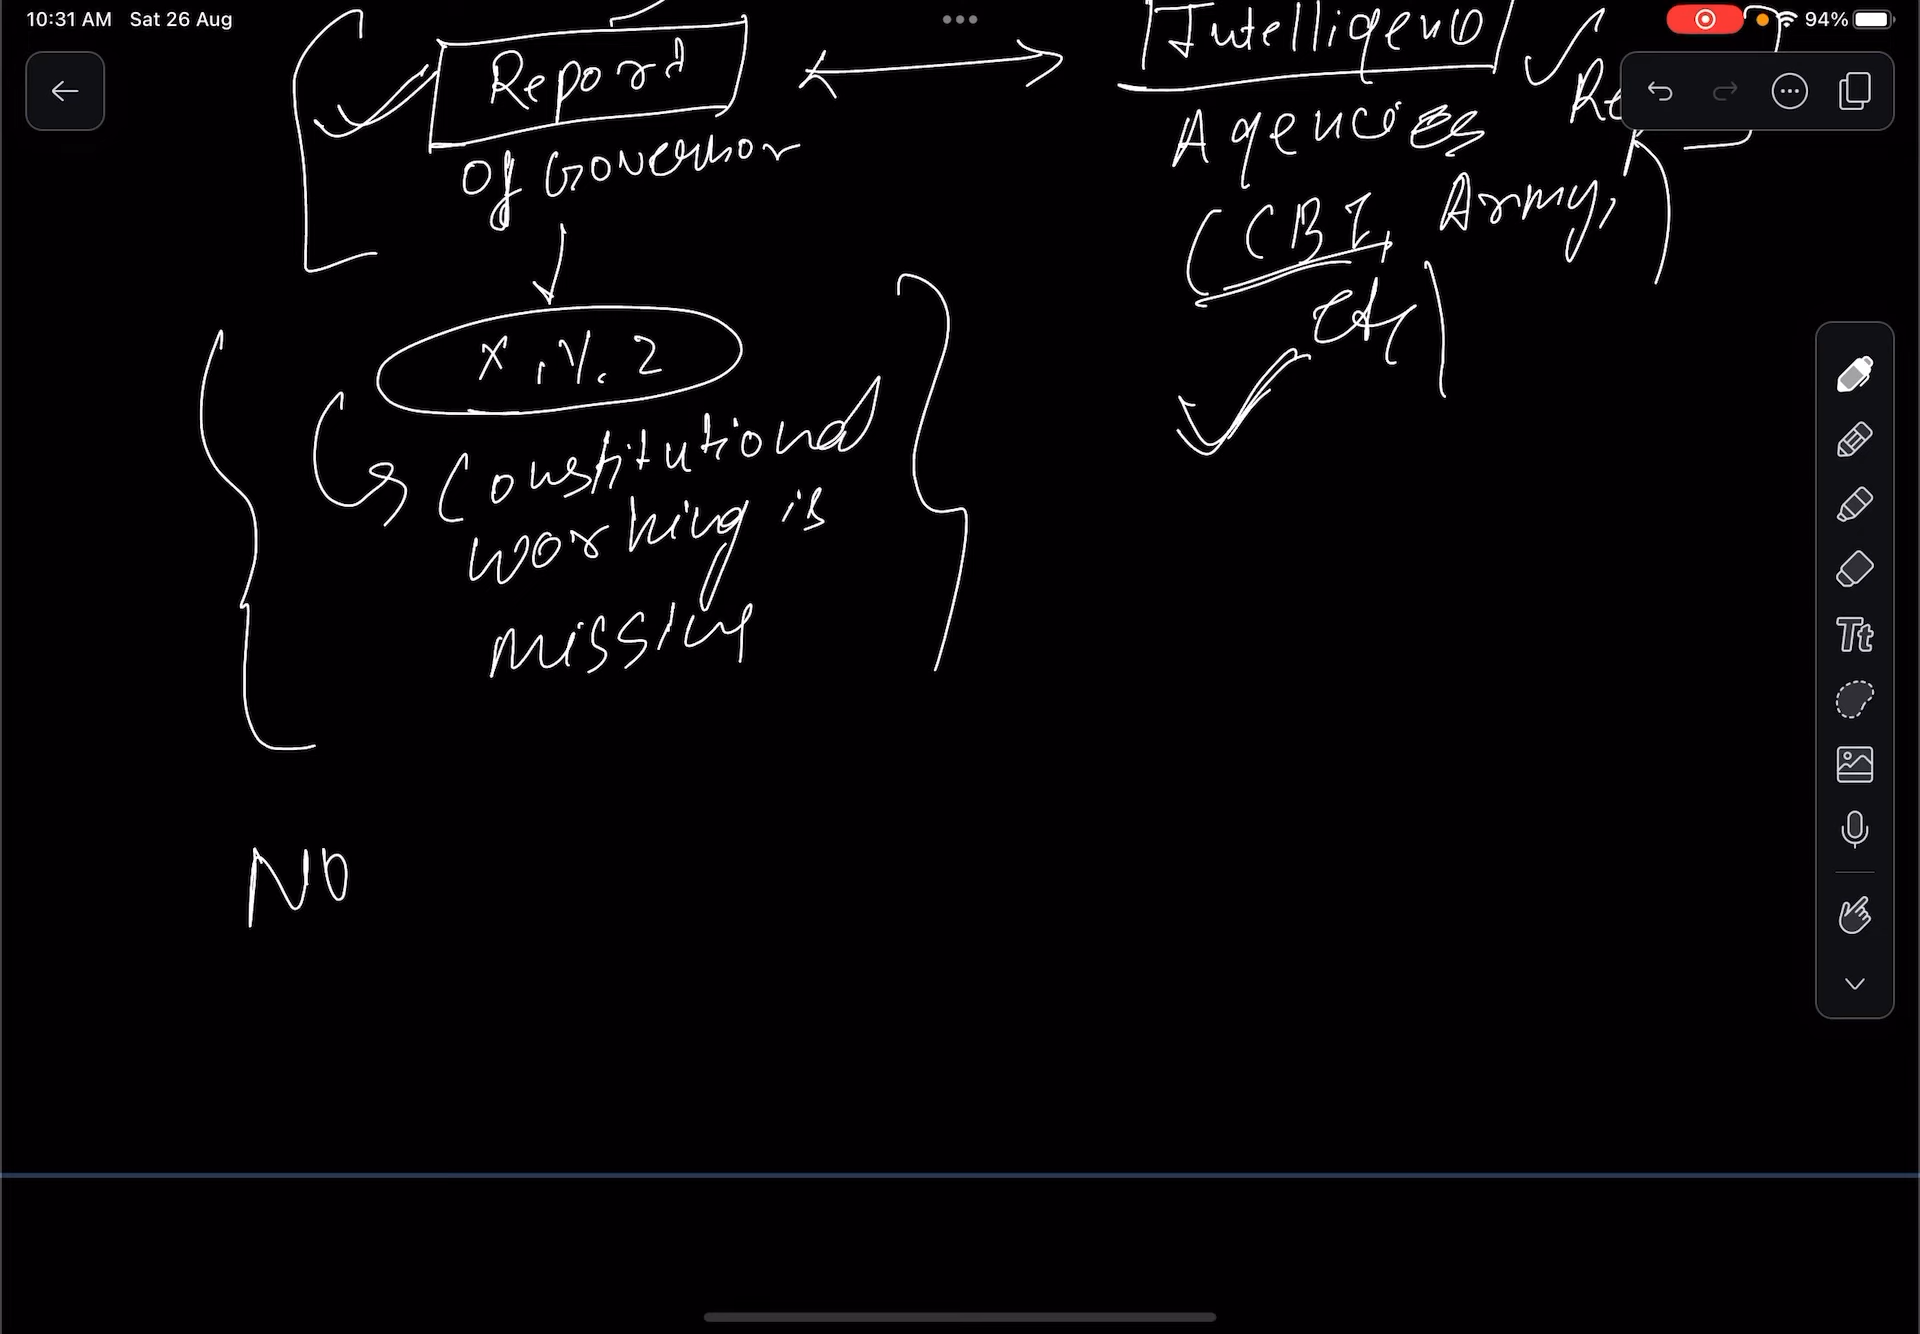 10:31 AM Sat 26 Aug
94%
Report
of Governor
X, Y, Z
Constitutional
working is
missing
Intelligence
Agencies
(CBI, Army,
etc)
Tt
NO